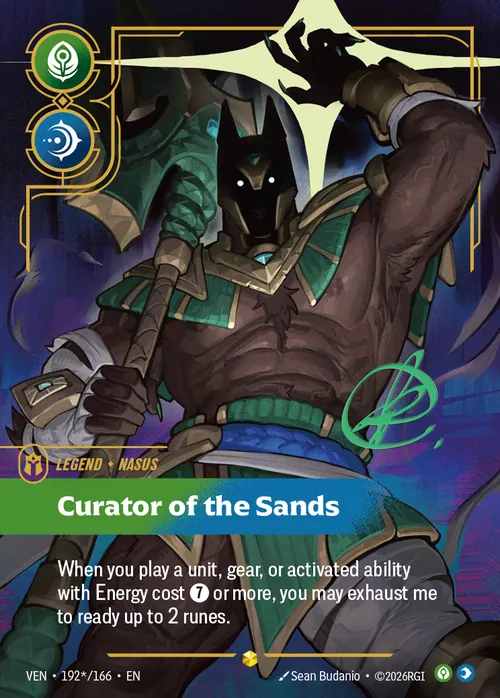 LEGEND • NASUS
Curator of the Sands
When you play a unit, gear, or activated ability
with Energy cost 7 or more, you may exhaust me
to ready up to 2 runes.
VEN • 192*/166 • EN
Sean Budanio • ©2026RGI